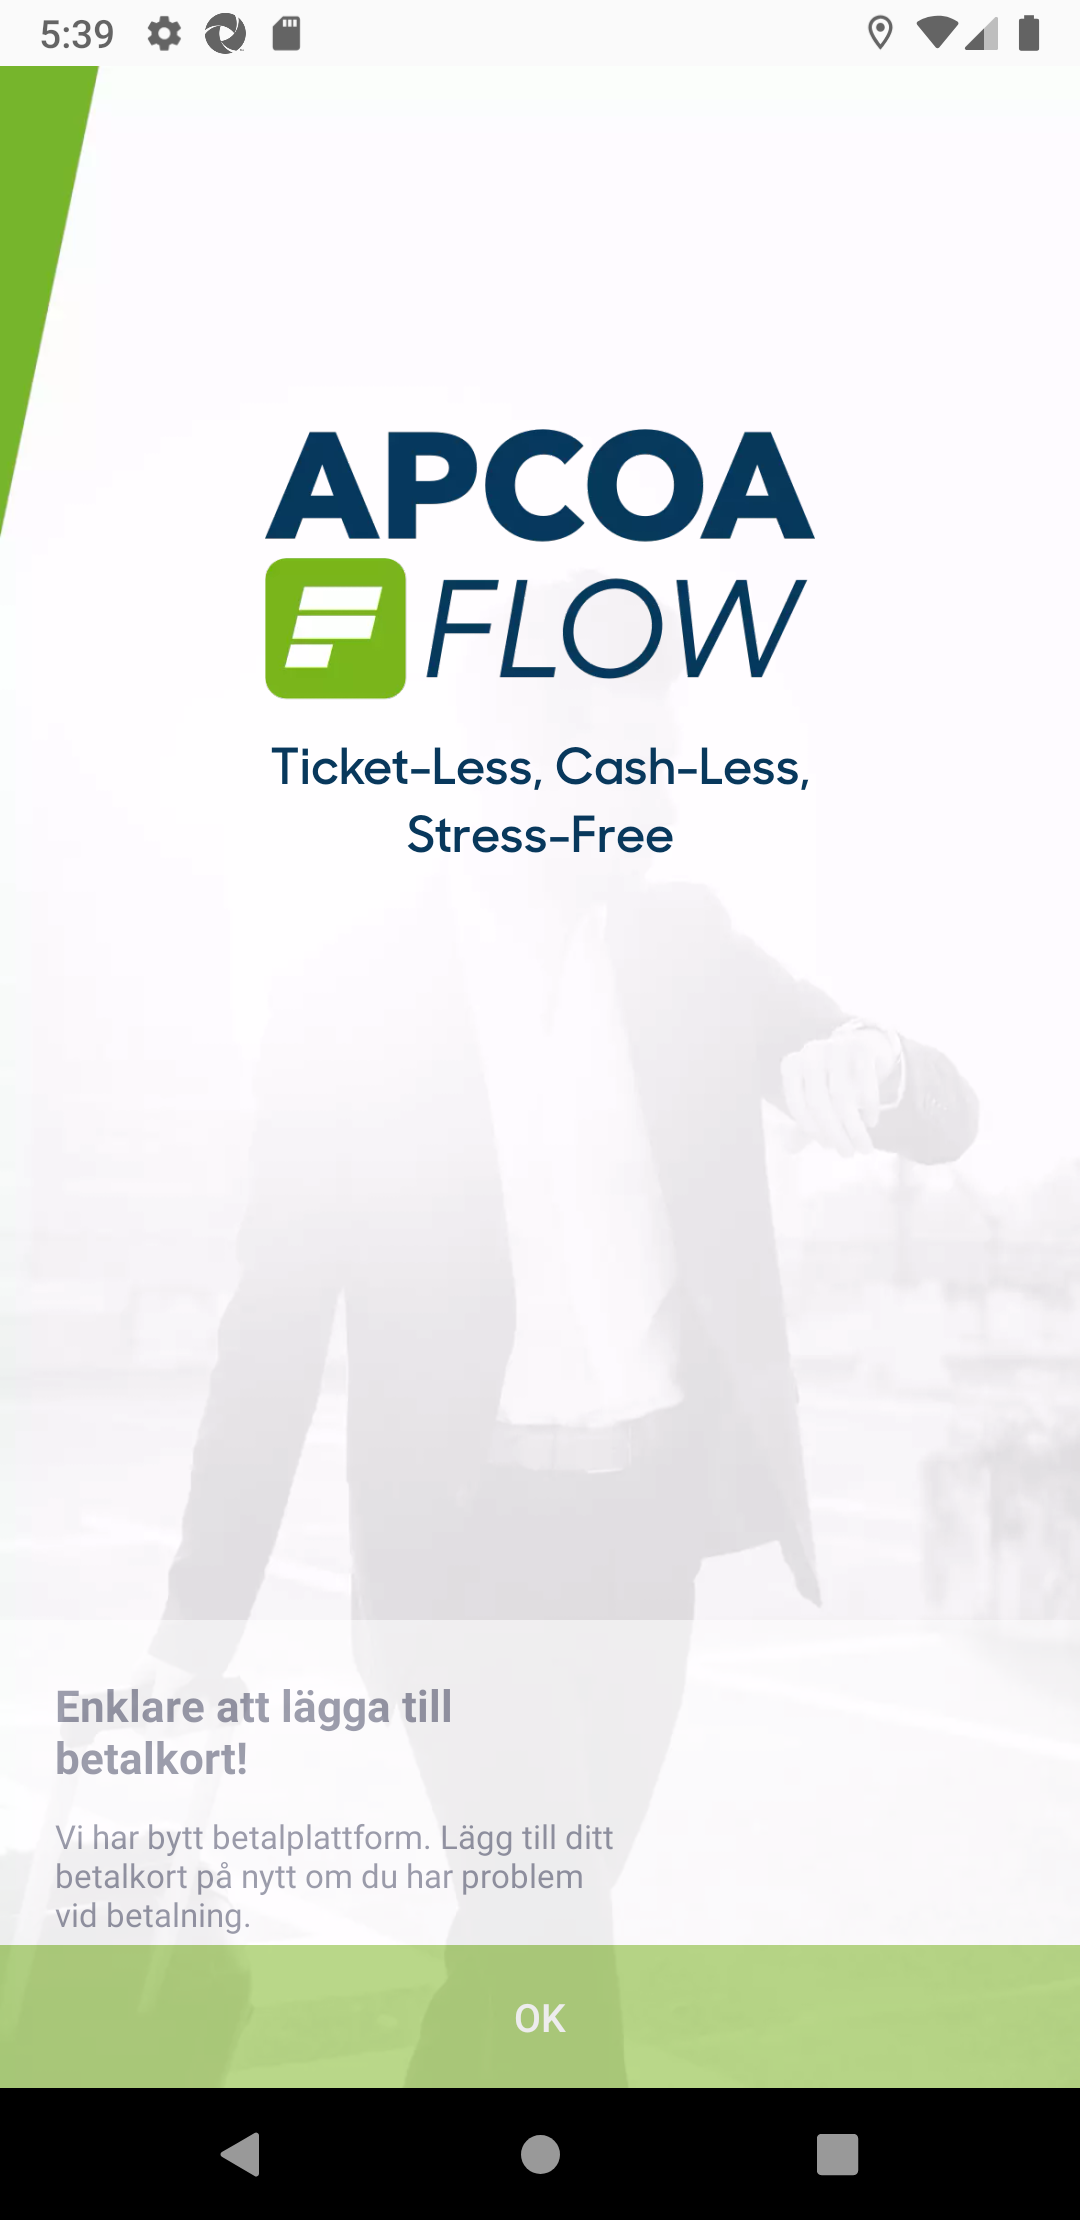 5:39
APCOA
FLOW
Ticket-Less, Cash-Less,
Stress-Free
Enklare att lägga till
betalkort!
Vi har bytt betalplattform. Lägg till ditt
betalkort på nytt om du har problem
vid betalning.
OK